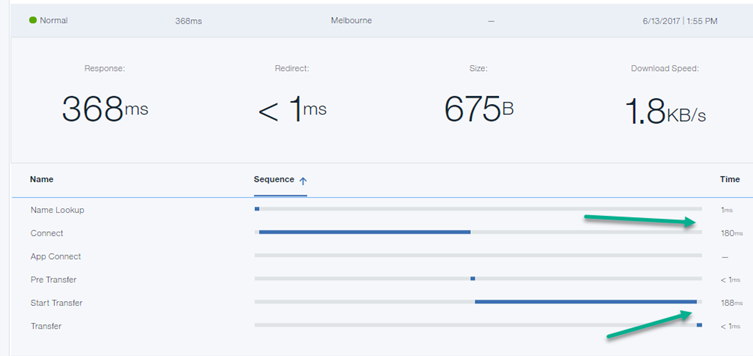 Normal 368ms Melbourne — 6/13/2017 | 1:55 PM
Response: Redirect: Size: Download Speed:
368ms < 1ms 675B 1.8KB/s
Name Sequence ↑ Time
Name Lookup 1ms
Connect 180ms
App Connect —
Pre Transfer < 1ms
Start Transfer 188ms
Transfer < 1ms